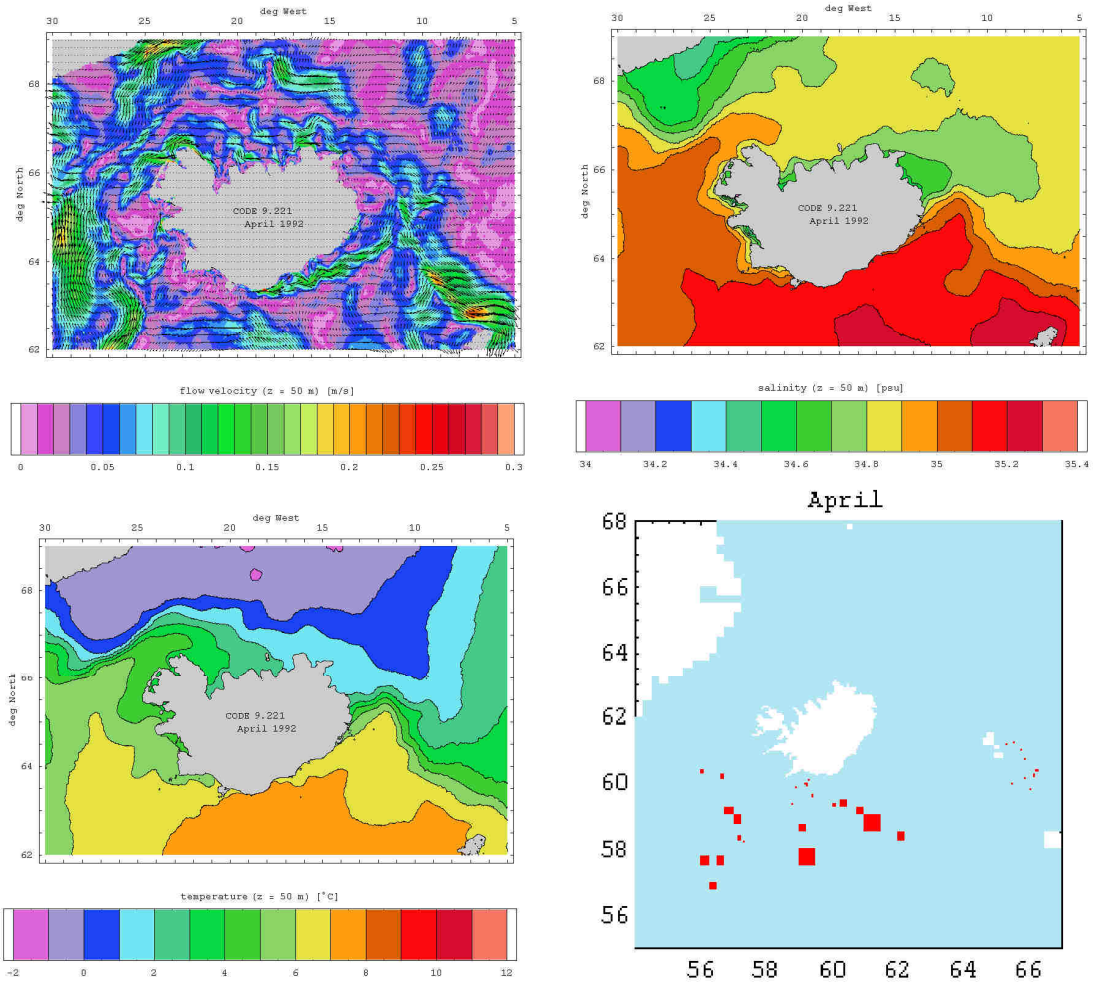 deg West
30 25 20 15 10 5
deg North
68
66
64
62
CODE 9.221
April 1992
flow velocity (z = 50 m) [m/s]
0 0.05 0.1 0.15 0.2 0.25 0.3
deg West
30 25 20 15 10 5
deg North
68
66
64
62
CODE 9.221
April 1992
salinity (z = 50 m) [psu]
34 34.2 34.4 34.6 34.8 35 35.2 35.4
deg West
30 25 20 15 10 5
deg North
68
66
64
62
CODE 9.221
April 1992
temperature (z = 50 m) [°C]
-2 0 2 4 6 8 10 12
April
68
66
64
62
60
58
56
56 58 60 62 64 66